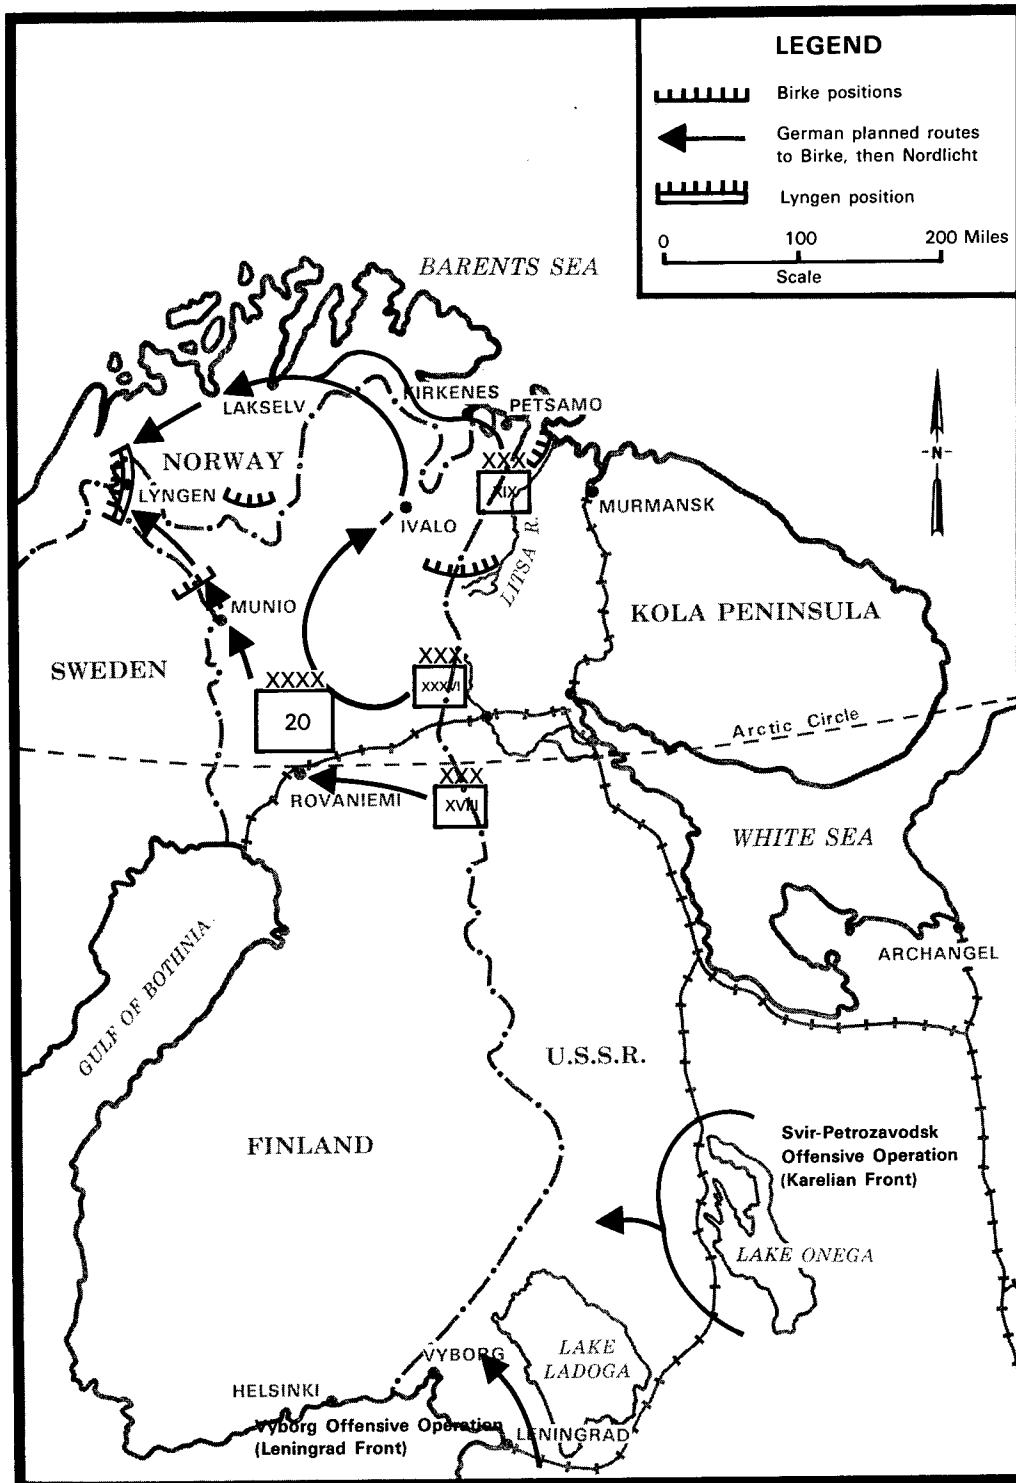 LEGEND
Birke positions
German planned routes
to Birke, then Nordlicht
Lyngen position
0 100 200 Miles
Scale
BARENTS SEA
KIRKENES
PETSAMO
LAKSELV
NORWAY
XXX
XIX
LYNGEN
MURMANSK
IVALO
LITSA R.
-N-
MUNIO
KOLA PENINSULA
SWEDEN
XXX
XXXVI
XXXX
20
Arctic Circle
XXX
XVIII
ROVANIEMI
WHITE SEA
ARCHANGEL
GULF OF BOTHNIA
U.S.S.R.
FINLAND
Svir-Petrozavodsk
Offensive Operation
(Karelian Front)
LAKE ONEGA
LAKE
LADOGA
VYBORG
HELSINKI
Vyborg Offensive Operation
(Leningrad Front)
LENINGRAD